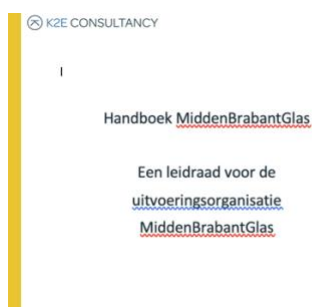 K2E CONSULTANCY
Handboek MiddenBrabantGlas
Een leidraad voor de
uitvoeringsorganisatie
MiddenBrabantGlas